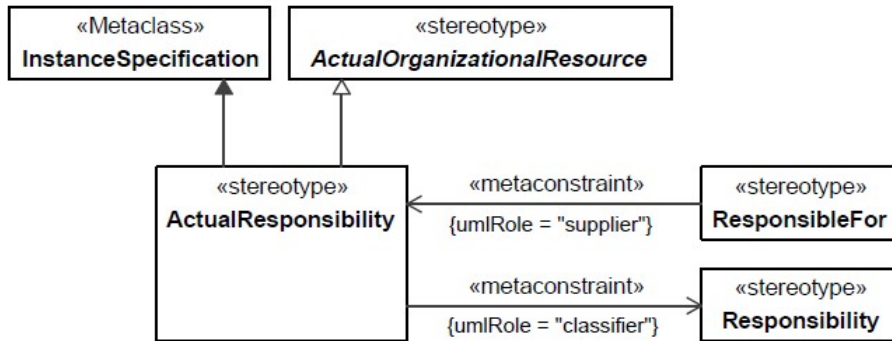 «Metaclass»
InstanceSpecification
«stereotype»
ActualOrganizationalResource
«stereotype»
ActualResponsibility
«metaconstraint»
{umlRole = "supplier"}
«stereotype»
ResponsibleFor
«metaconstraint»
{umlRole = "classifier"}
«stereotype»
Responsibility